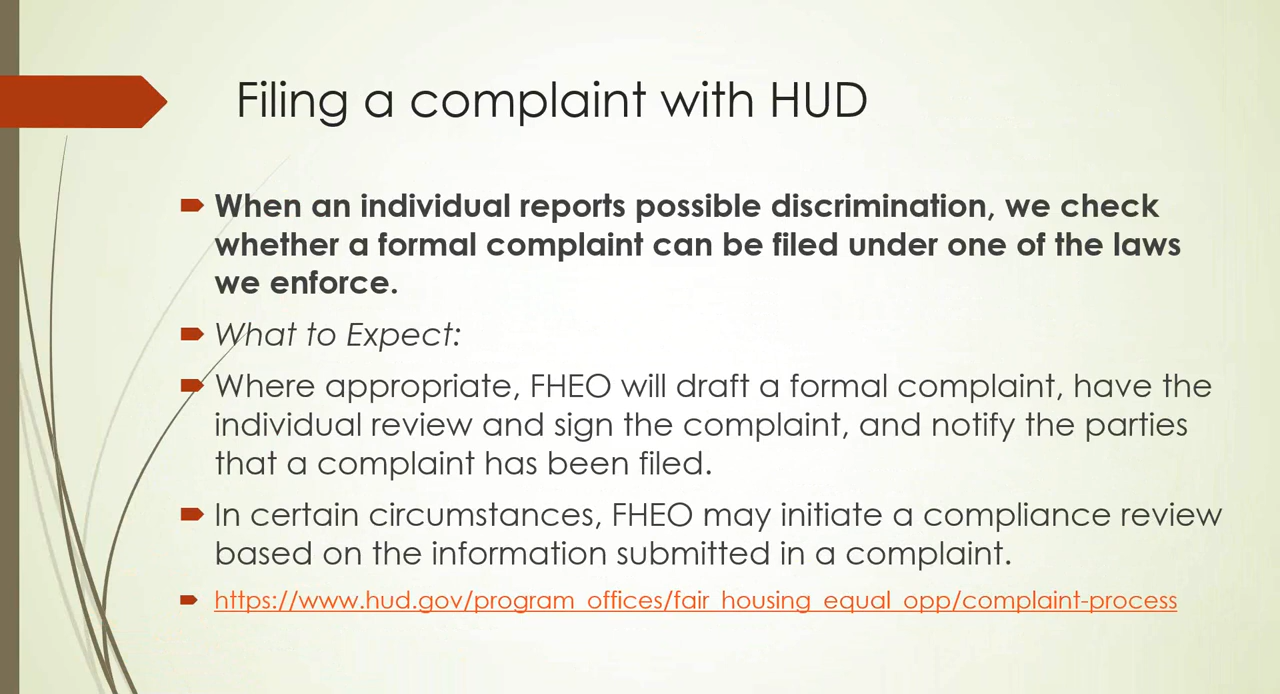 Filing a complaint with HUD
When an individual reports possible discrimination, we check
whether a formal complaint can be filed under one of the laws
we enforce.
What to Expect:
Where appropriate, FHEO will draft a formal complaint, have the
individual review and sign the complaint, and notify the parties
that a complaint has been filed.
In certain circumstances, FHEO may initiate a compliance review
based on the information submitted in a complaint.
https://www.hud.gov/program_offices/fair_housing_equal_opp/complaint-process